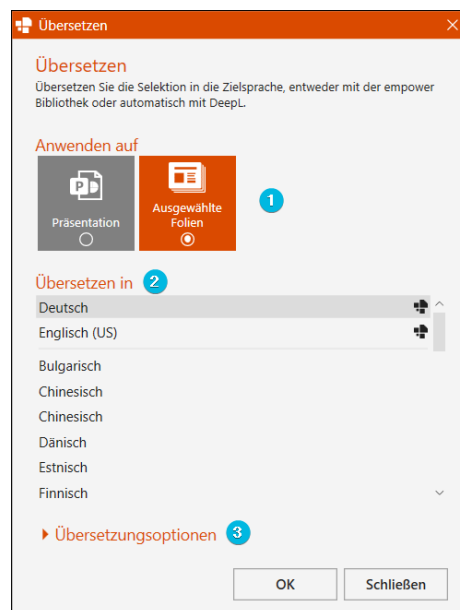 Übersetzen
Übersetzen
Übersetzen Sie die Selektion in die Zielsprache, entweder mit der empower
Bibliothek oder automatisch mit DeepL.
Anwenden auf
P
Präsentation
Ausgewählte
Folien
1
Übersetzen in 2
Deutsch
Englisch (US)
Bulgarisch
Chinesisch
Chinesisch
Dänisch
Estnisch
Finnisch
Übersetzungsoptionen 3
OK Schließen